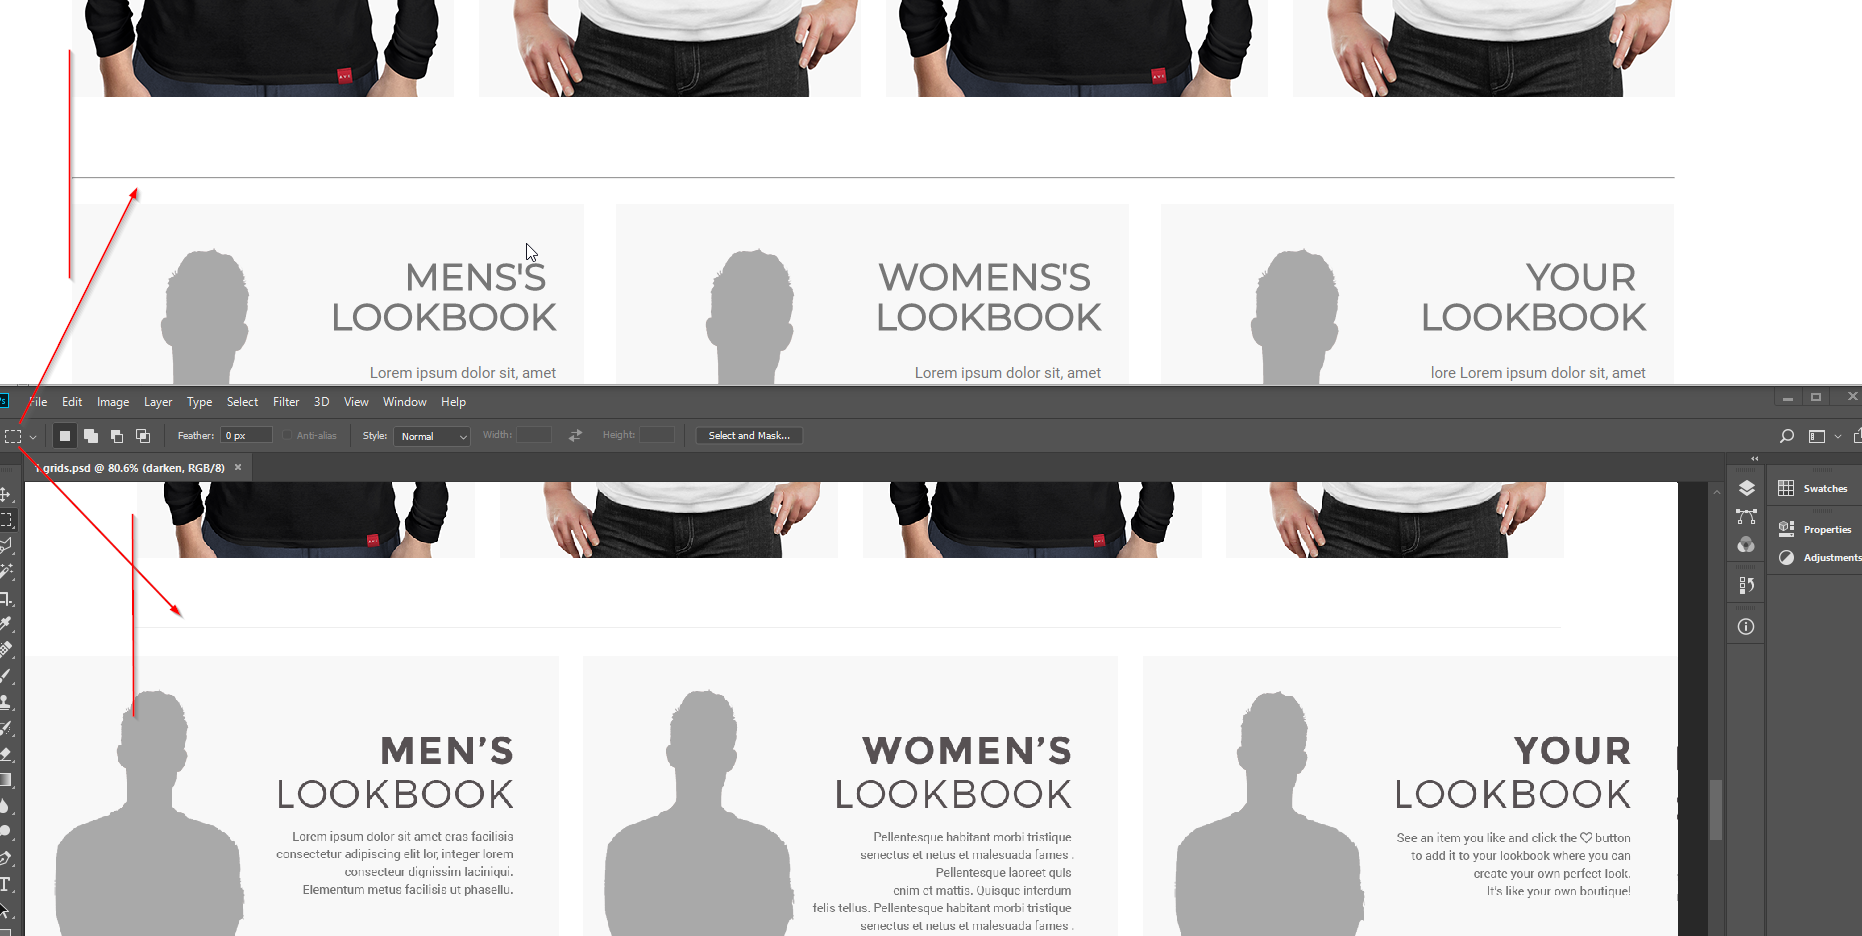 MENS'S
LOOKBOOK
Lorem ipsum dolor sit, amet
WOMENS'S
LOOKBOOK
Lorem ipsum dolor sit, amet
YOUR
LOOKBOOK
lore Lorem ipsum dolor sit, amet
File Edit Image Layer Type Select Filter 3D View Window Help
Feather: 0 px Anti-alias Style: Normal Width: Height: Select and Mask...
grids.psd @ 80.6% (darken, RGB/8) ×
Swatches
Properties
Adjustments
MEN'S
LOOKBOOK
Lorem ipsum dolor sit amet eras facilisis
consectetur adipiscing elit lor, integer lorem
consecteur dignissim laciniqui.
Elementum metus facilisis ut phasellu.
WOMEN'S
LOOKBOOK
Pellentesque habitant morbi tristique
senectus et netus et malesuada fames .
Pellentesque laoreet quis
enim et mattis. Quisque interdum
felis tellus. Pellentesque habitant morbi tristique
senectus et netus et malesuada fames .
YOUR
LOOKBOOK
See an item you like and click the ♡ button
to add it to your lookbook where you can
create your own perfect look.
It's like your own boutique!